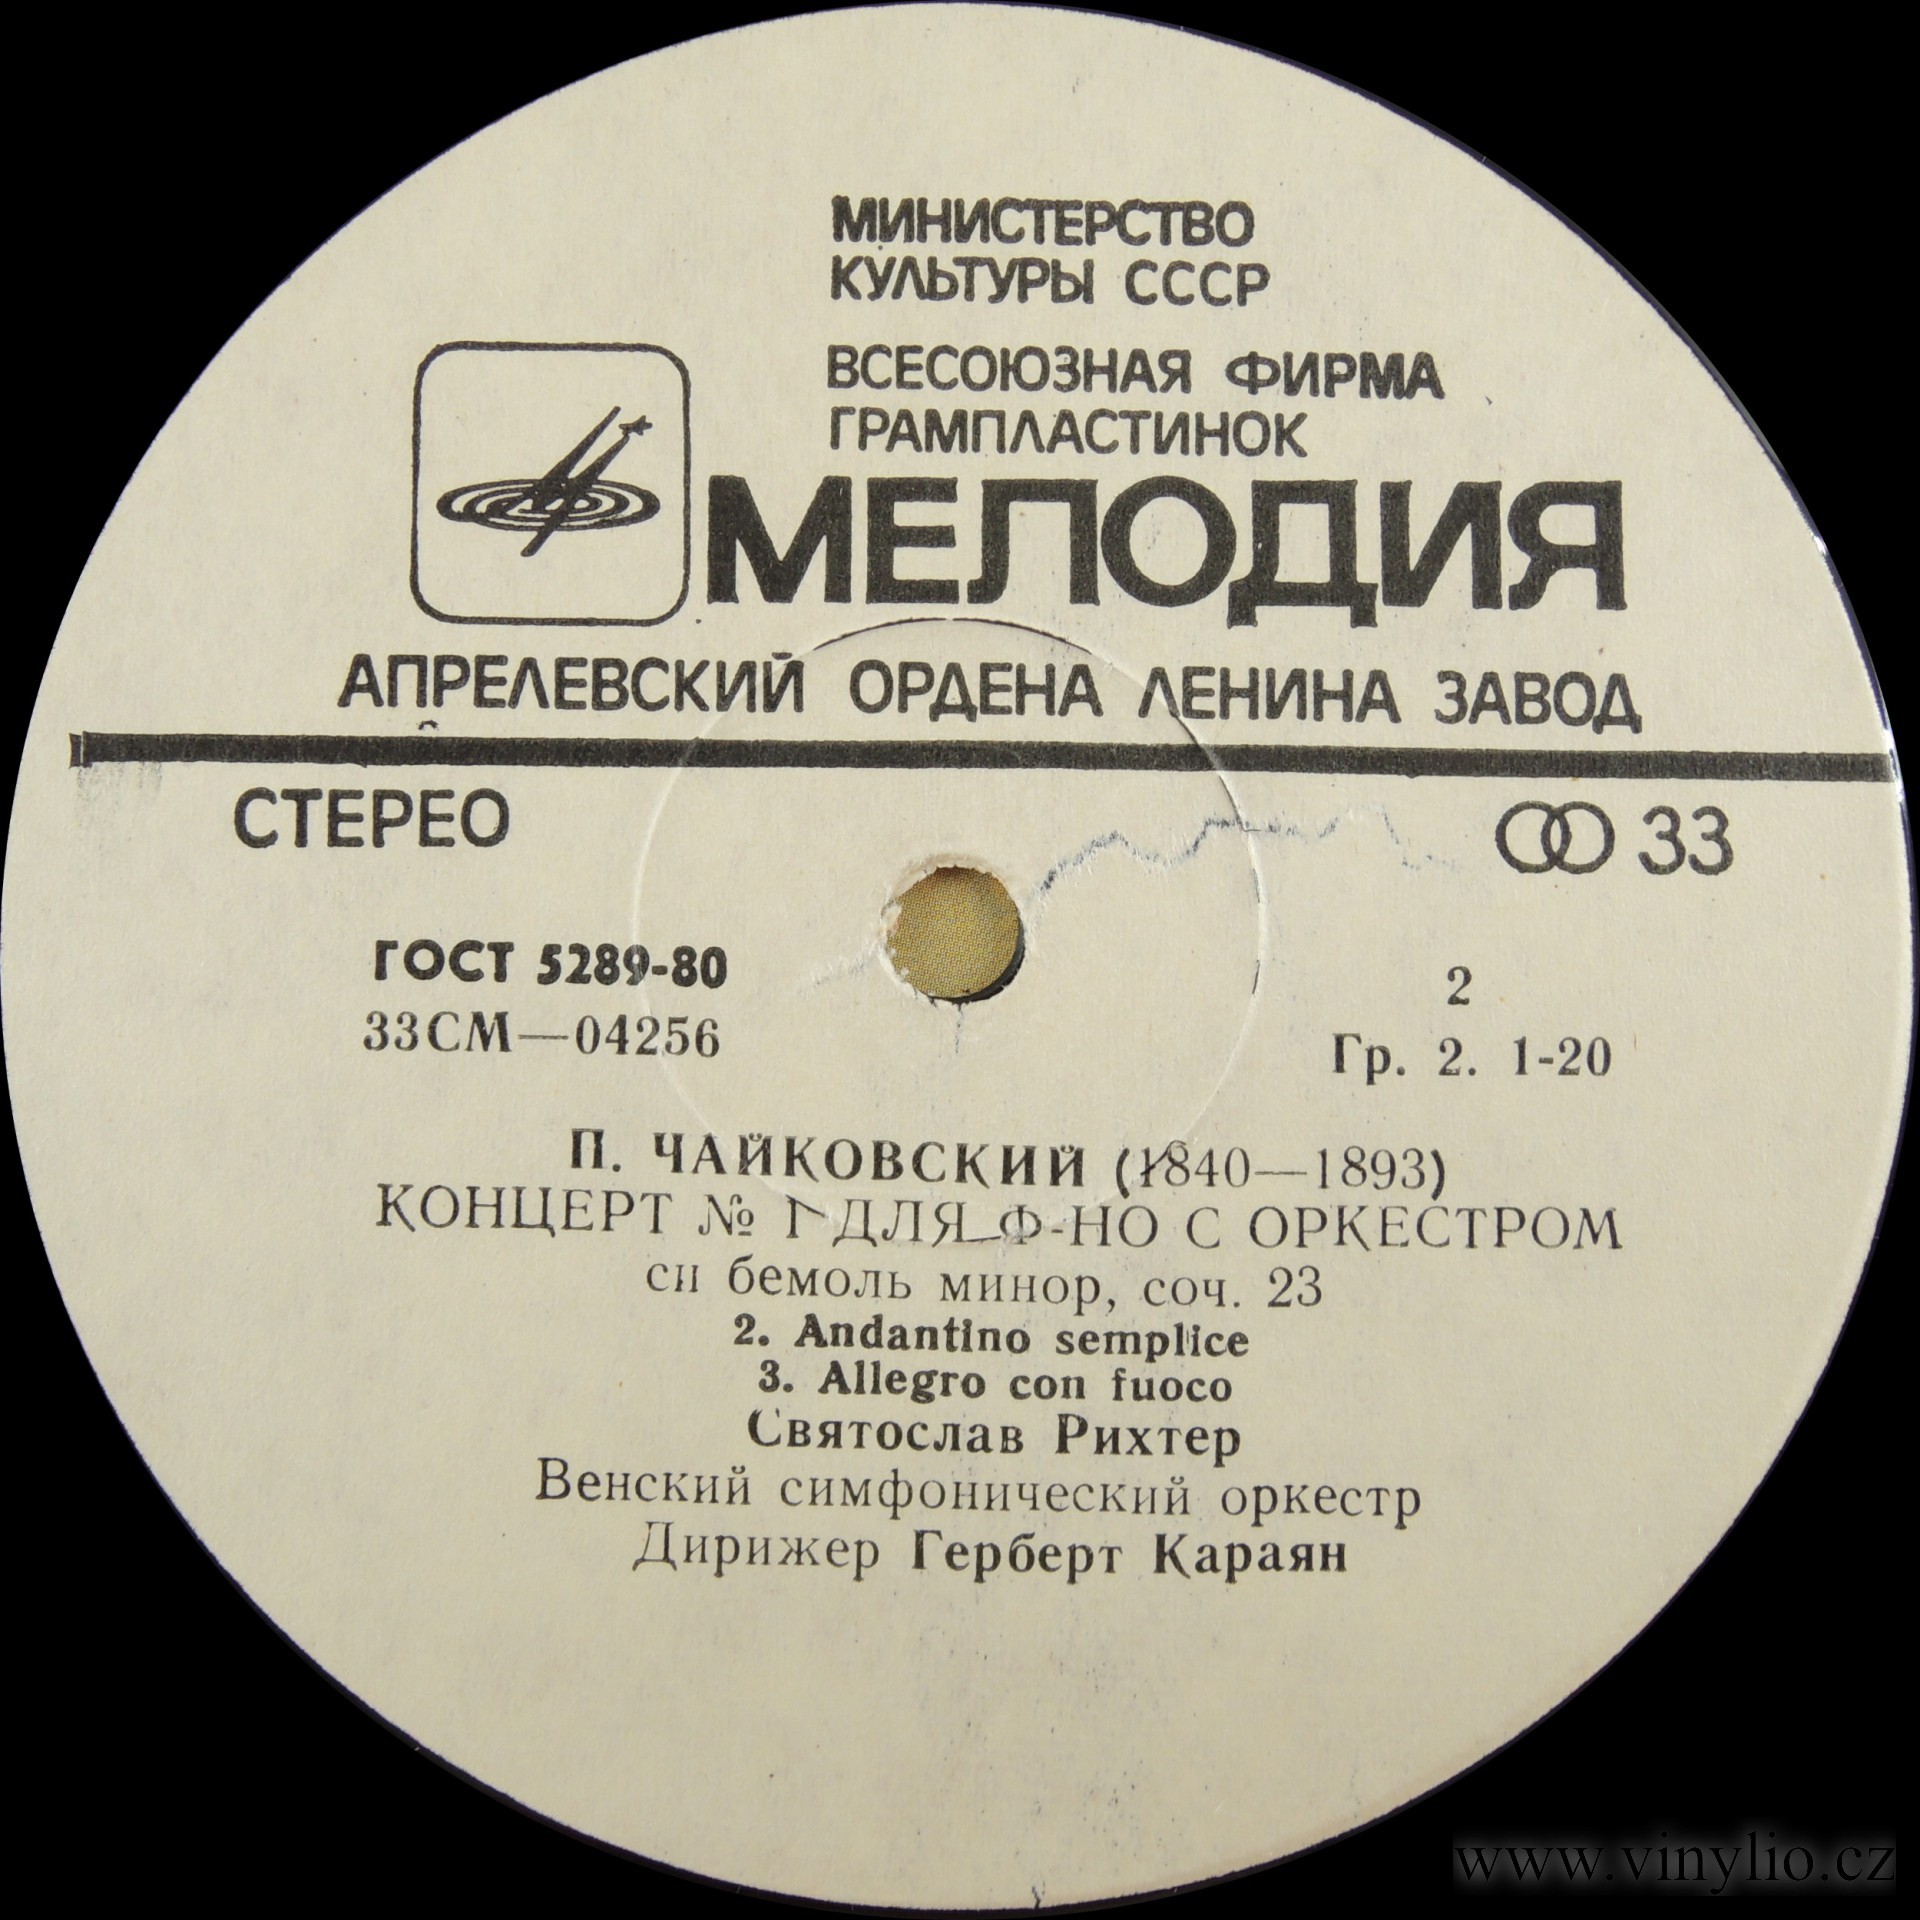 МИНИСТЕРСТВО
КУЛЬТУРЫ СССР
ВСЕСОЮЗНАЯ ФИРМА
ГРАМПЛАСТИНОК
МЕЛОДИЯ
АПРЕЛЕВСКИЙ ОРДЕНА ЛЕНИНА ЗАВОД
СТЕРЕО
33
ГОСТ 5289-80
33СМ—04256
2
Гр. 2. 1-20
П. ЧАЙКОВСКИЙ (1840—1893)
КОНЦЕРТ № 1 ДЛЯ Ф-НО С ОРКЕСТРОМ
си бемоль минор, соч. 23
2. Andantino semplice
3. Allegro con fuoco
Святослав Рихтер
Венский симфонический оркестр
Дирижер Герберт Караян
www.vinylio.cz